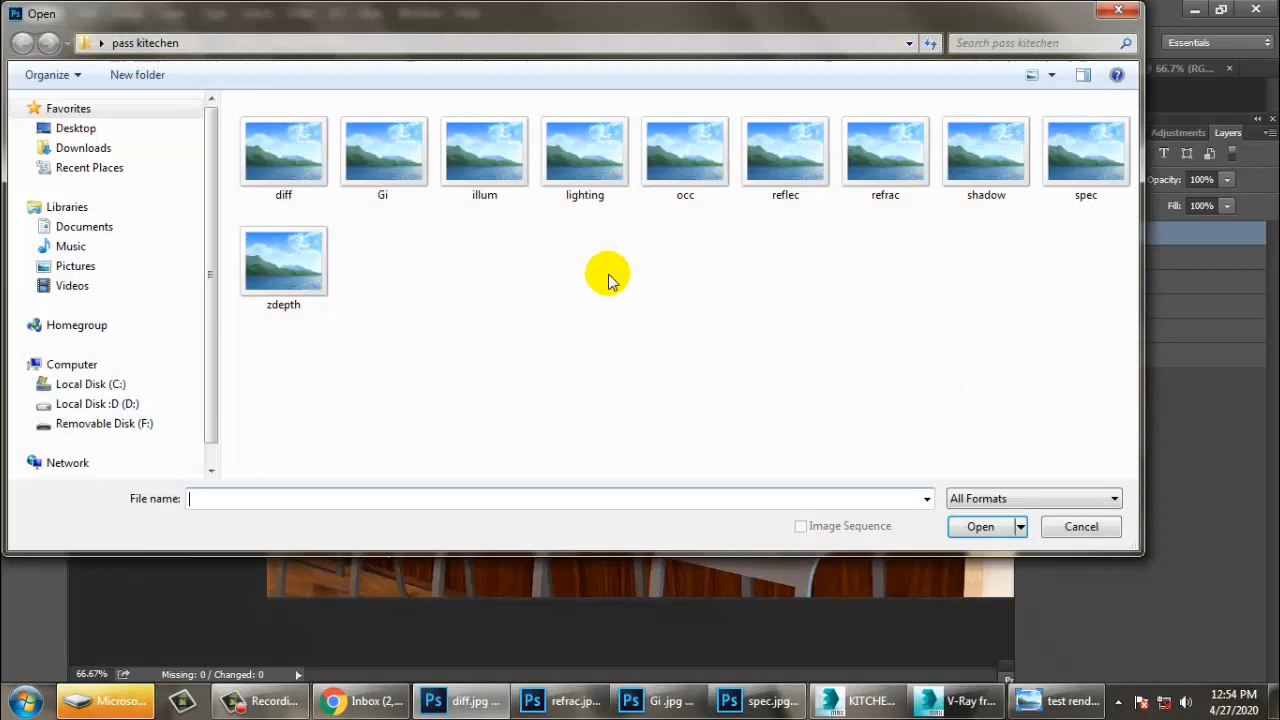 Open
pass kitechen
Search pass kitechen
Essentials
Organize
New folder
66.7% (RG...
Favorites
Desktop
Downloads
Recent Places
Libraries
Documents
Music
Pictures
Videos
Homegroup
Computer
Local Disk (C:)
Local Disk :D (D:)
Removable Disk (F:)
Network
diff
Gi
illum
lighting
occ
reflec
refrac
shadow
spec
zdepth
Adjustments
Layers
Opacity: 100%
Fill: 100%
File name:
All Formats
Image Sequence
Open
Cancel
66.67%
Missing: 0 / Changed: 0
Microso...
Recordi...
Inbox (2,...
diff.jpg ...
refrac.jp...
Gi .jpg ...
spec.jpg...
KITCHE...
V-Ray fr...
test rend...
12:54 PM
4/27/2020